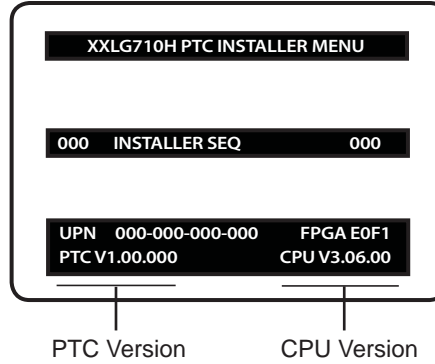 XXLG710H PTC INSTALLER MENU
000 INSTALLER SEQ 000
UPN 000-000-000-000 FPGA E0F1
PTC V1.00.000 CPU V3.06.00
PTC Version CPU Version